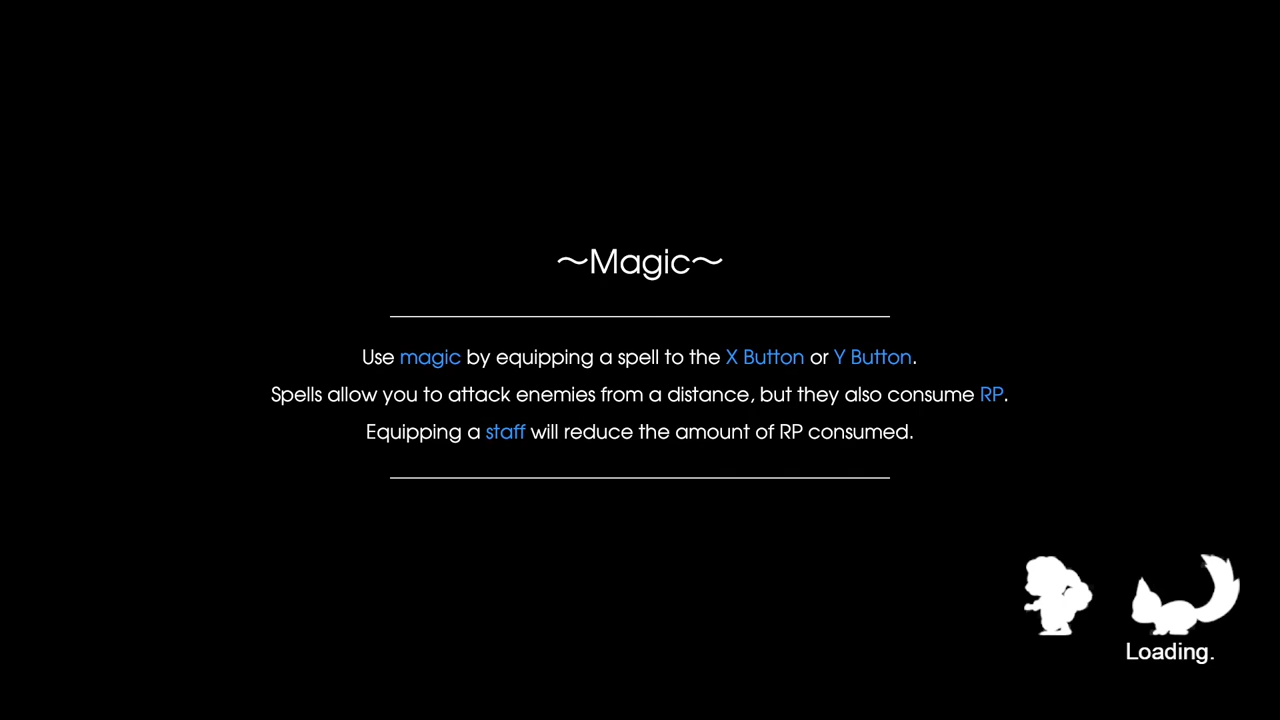 ～Magic～
Use magic by equipping a spell to the X Button or Y Button.
Spells allow you to attack enemies from a distance, but they also consume RP.
Equipping a staff will reduce the amount of RP consumed.
Loading.